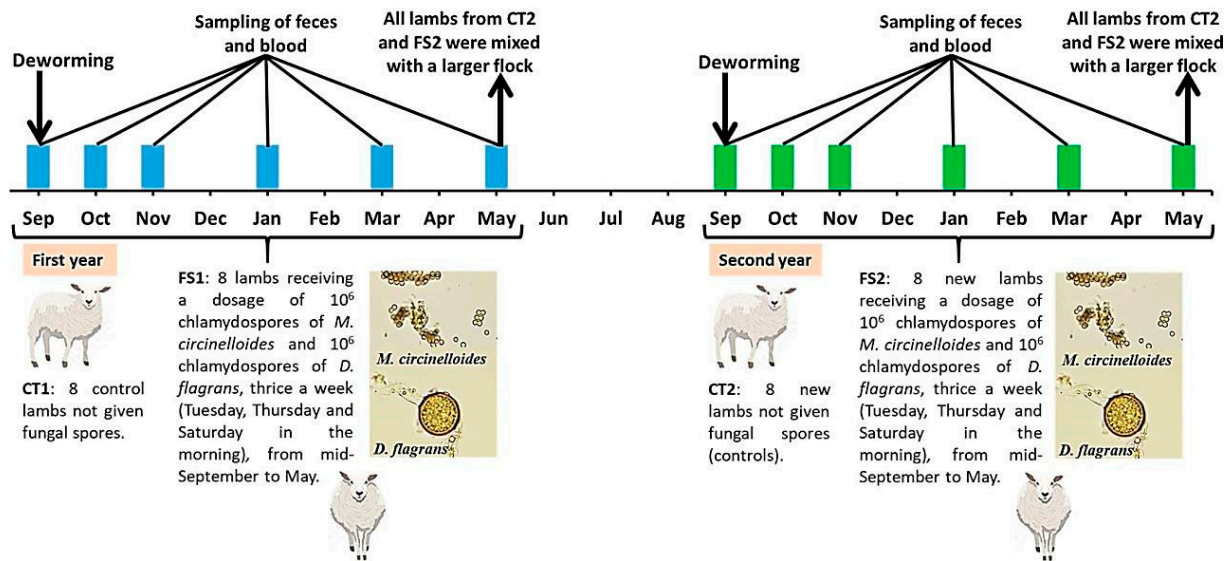 Deworming
Sampling of feces
and blood
All lambs from CT2
and FS2 were mixed
with a larger flock
Deworming
Sampling of feces
and blood
All lambs from CT2
and FS2 were mixed
with a larger flock
Sep Oct Nov Dec Jan Feb Mar Apr May Jun Jul Aug Sep Oct Nov Dec Jan Feb Mar Apr May
First year
CT1: 8 control
lambs not given
fungal spores.
FS1: 8 lambs receiving
a dosage of 10⁶
chlamydospores of M.
circinelloides and 10⁶
chlamydospores of D.
flagrans, thrice a week
(Tuesday, Thursday and
Saturday in the
morning), from mid-
September to May.
M. circinelloides
D. flagrans
Second year
CT2: 8 new
lambs not given
fungal spores
(controls).
FS2: 8 new lambs
receiving a dosage of
10⁶ chlamydospores of
M. circinelloides and 10⁶
chlamydospores of D.
flagrans, thrice a week
(Tuesday, Thursday and
Saturday in the
morning), from mid-
September to May.
M. circinelloides
D. flagrans